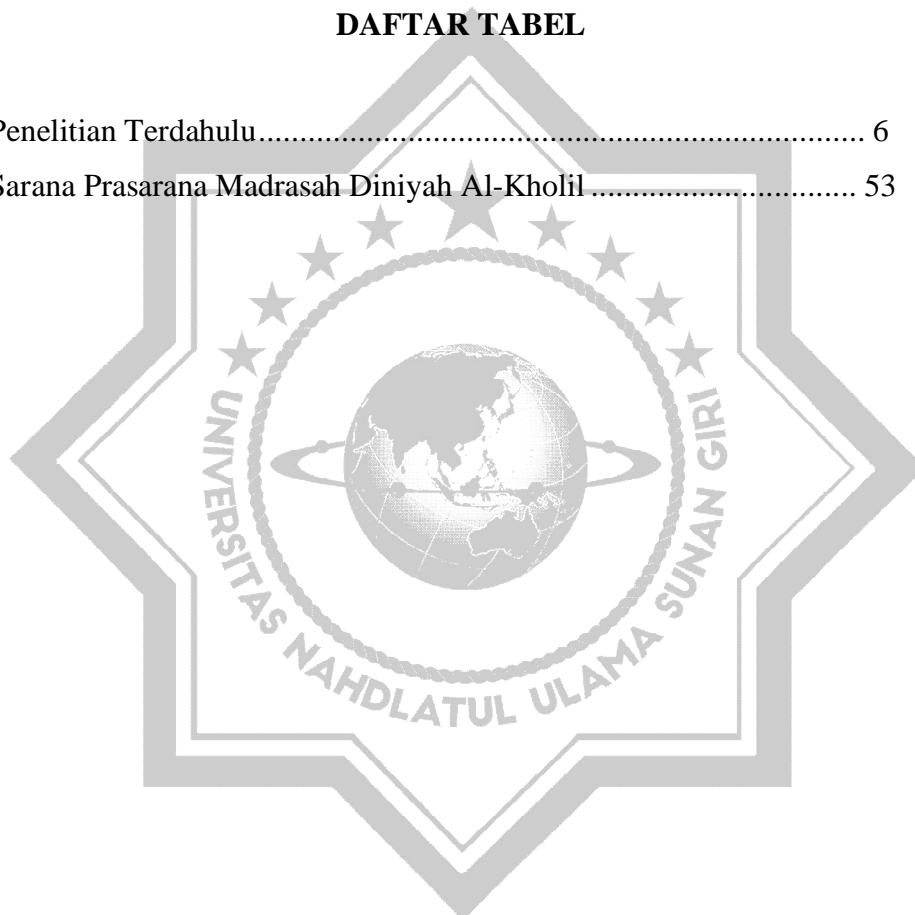 DAFTAR TABEL
Penelitian Terdahulu.......................................................................... 6
Sarana Prasarana Madrasah Diniyah Al-Kholil ................................ 53
UNIVERSITAS NAHDLATUL ULAMA SUNAN GIRI